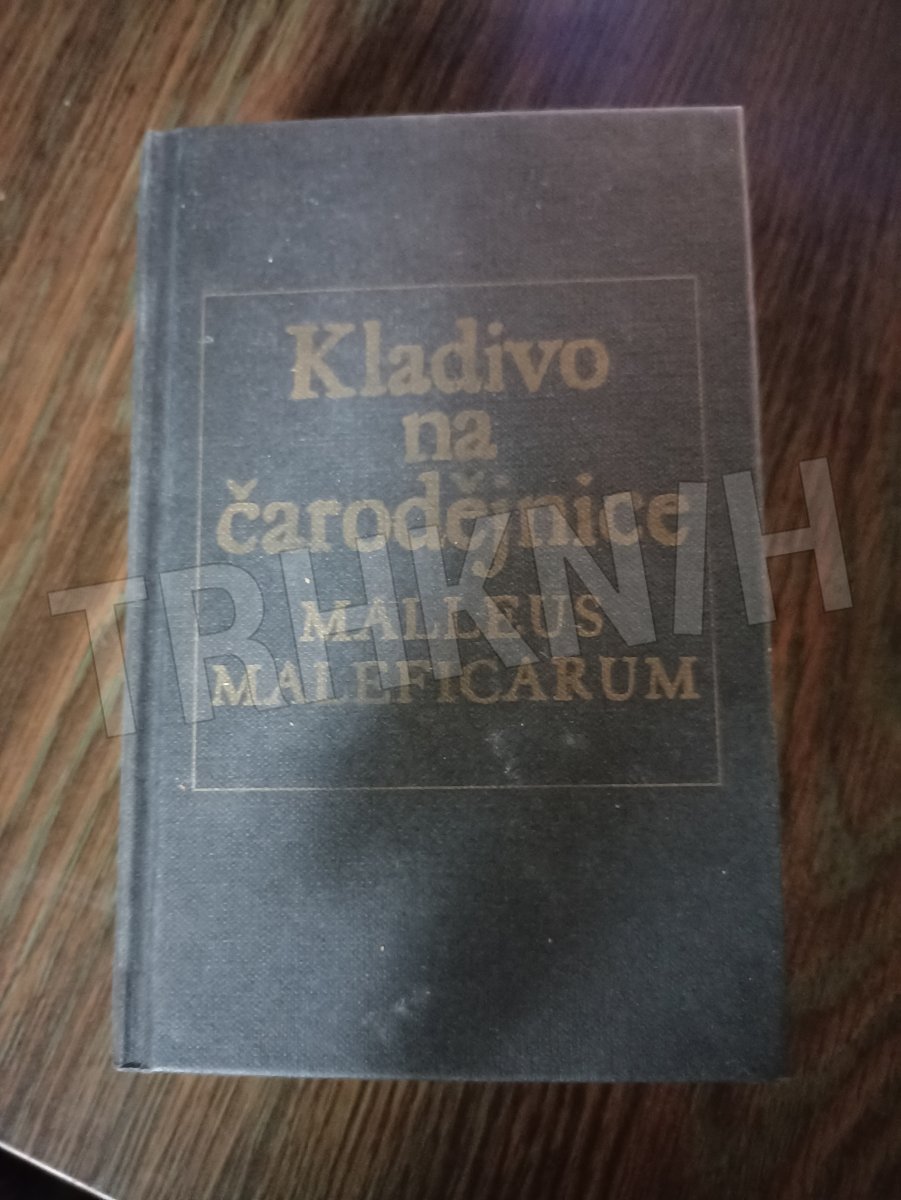 Kladivo
na
čarodějnice
MALLEUS
MALEFICARUM
TRHKNIH